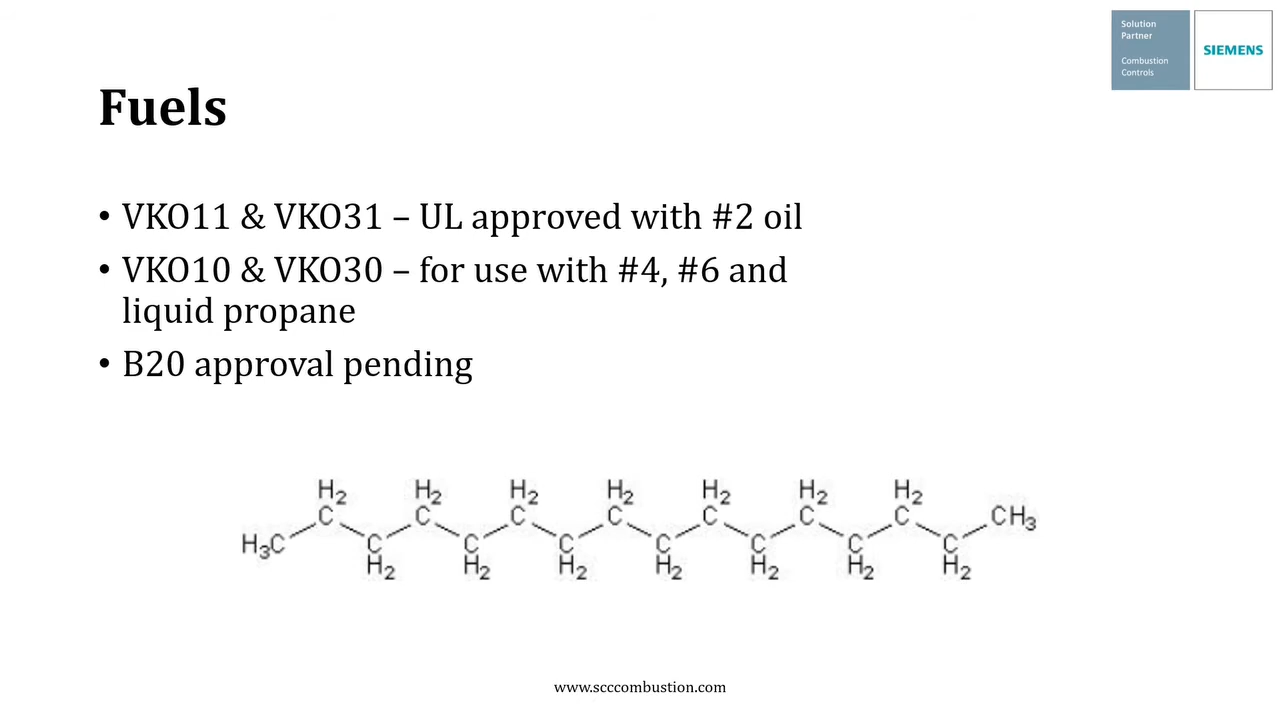 Solution
Partner
Combustion
Controls
SIEMENS
Fuels
• VKO11 & VKO31 – UL approved with #2 oil
• VKO10 & VKO30 – for use with #4, #6 and
liquid propane
• B20 approval pending
H2 H2 H2 H2 H2 H2 H2
C C C C C C C CH3
H3C C C C C C C C
H2 H2 H2 H2 H2 H2 H2
www.scccombustion.com